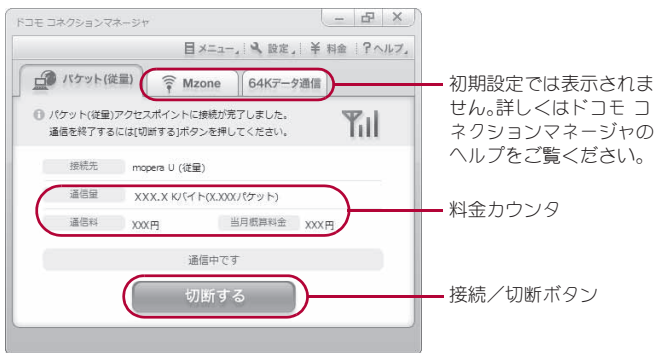 ドコモ コネクションマネージャ
メニュー 設定 ¥ 料金 ?ヘルプ
パケット(従量) Mzone 64Kデータ通信
パケット(従量)アクセスポイントに接続が完了しました。
通信を終了するには[切断する]ボタンを押してください。
接続先 mopera U (従量)
通信量 XXX.X Kバイト(X.XXXパケット)
通信料 XXX円 当月概算料金 XXX円
通信中です
切断する
初期設定では表示されま
せん。詳しくはドコモ コ
ネクションマネージャの
ヘルプをご覧ください。
料金カウンタ
接続／切断ボタン